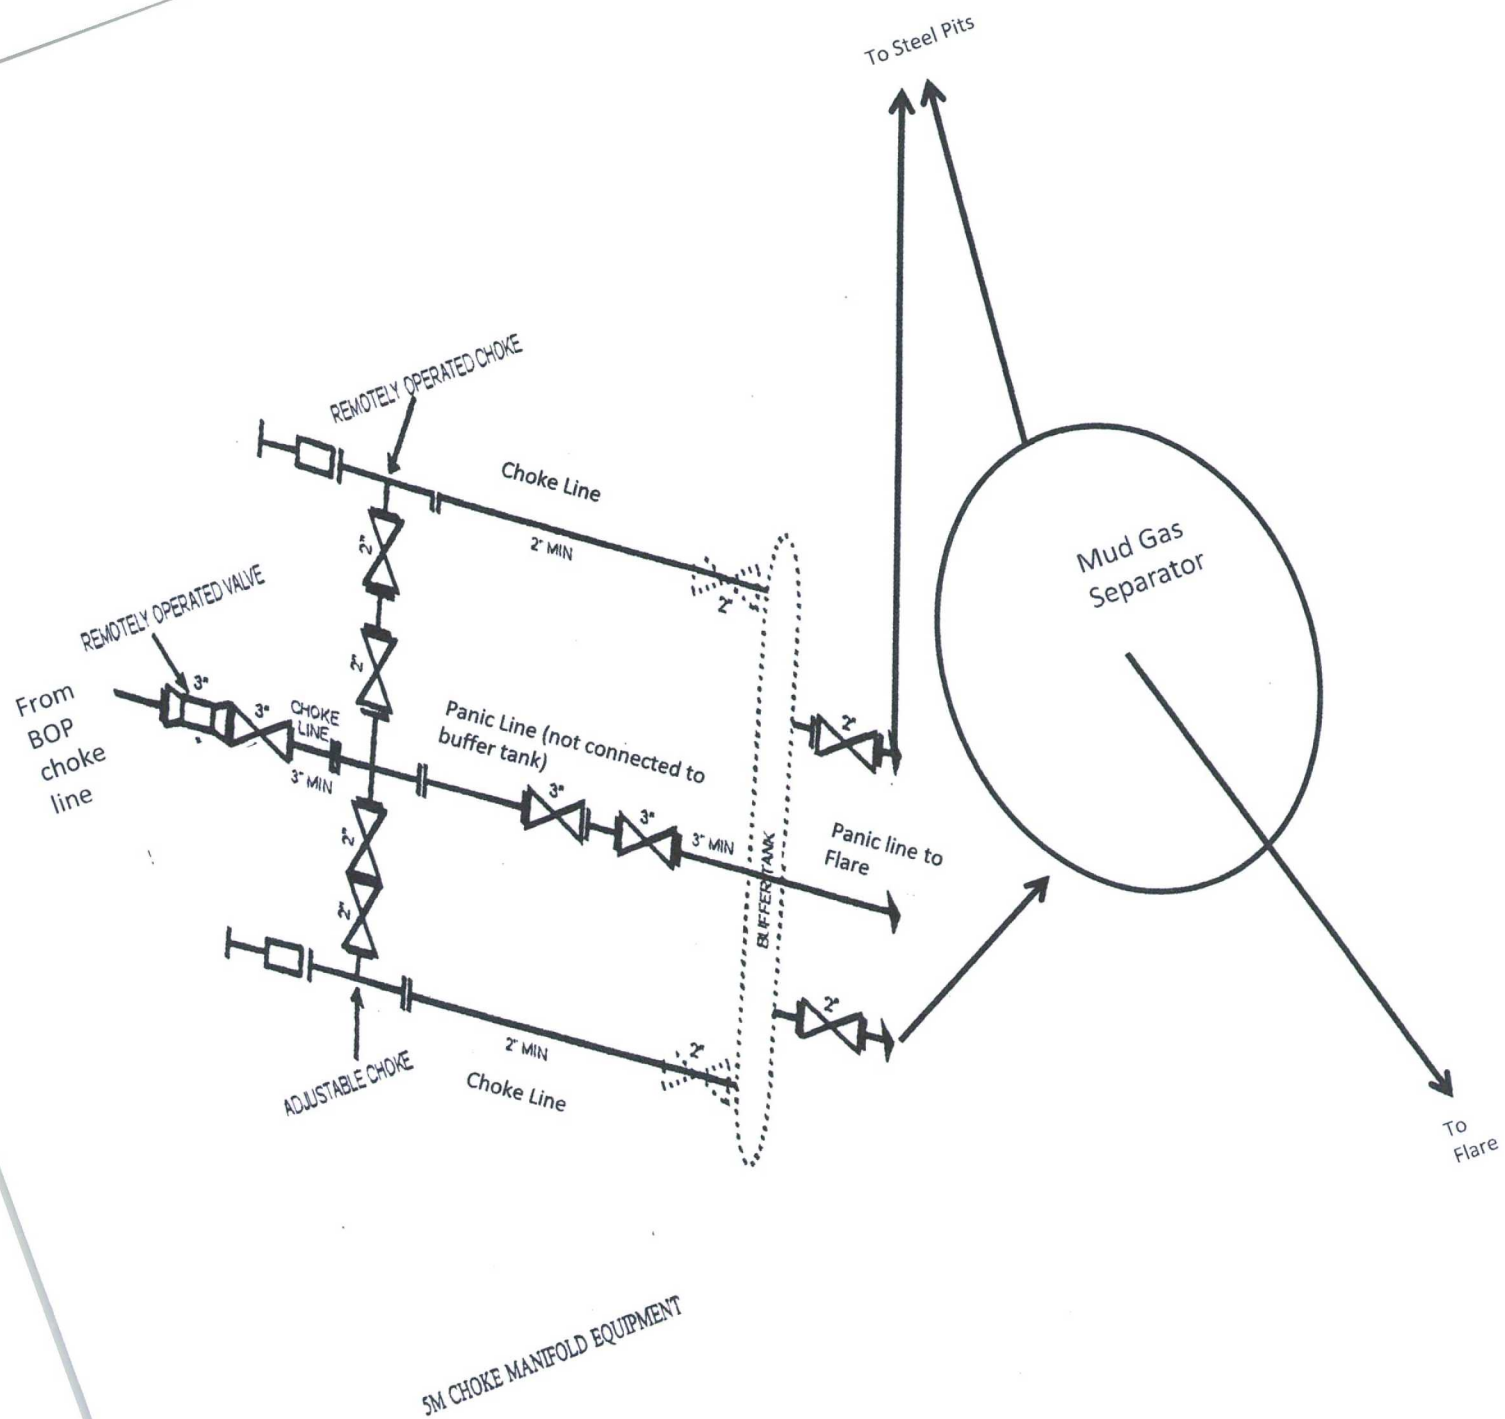 To Steel Pits
REMOTELY OPERATED CHOKE
Choke Line
2" MIN
2"
2"
2"
Mud Gas
Separator
REMOTELY OPERATED VALVE
From
BOP
choke
line
3"
3"
CHOKE
LINE
3" MIN
Panic Line (not connected to
buffer tank)
3"
3"
3" MIN
2"
BUFFER TANK
Panic line to
Flare
2"
2"
2"
2" MIN
2"
Choke Line
ADJUSTABLE CHOKE
To
Flare
5M CHOKE MANIFOLD EQUIPMENT